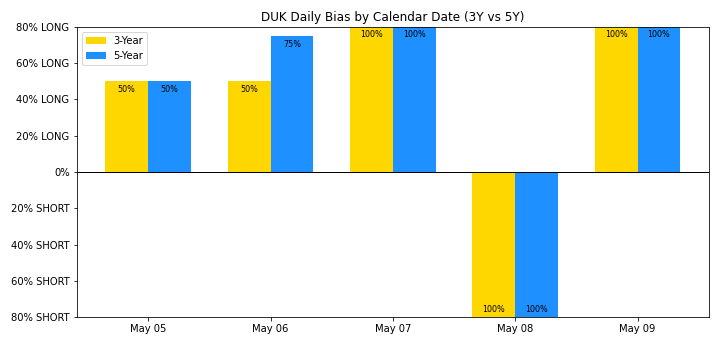 DUK Daily Bias by Calendar Date (3Y vs 5Y)
80% LONG
60% LONG
40% LONG
20% LONG
0%
20% SHORT
40% SHORT
60% SHORT
80% SHORT
3-Year
5-Year
50%
50%
50%
75%
100%
100%
100%
100%
100%
100%
May 05
May 06
May 07
May 08
May 09